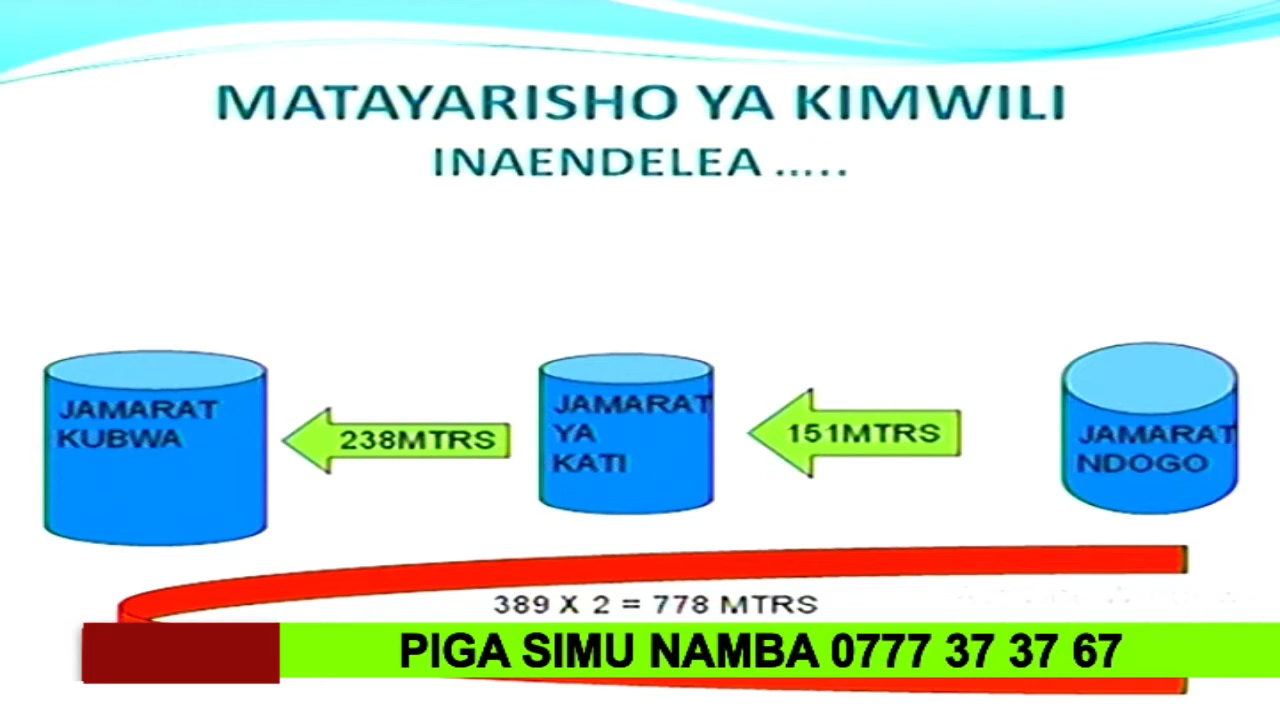 MATAYARISHO YA KIMWILI
INAENDELEA .....
JAMARAT
KUBWA
238MTRS
JAMARAT
YA
KATI
151MTRS
JAMARAT
NDOGO
389 X 2 = 778 MTRS
PIGA SIMU NAMBA 0777 37 37 67